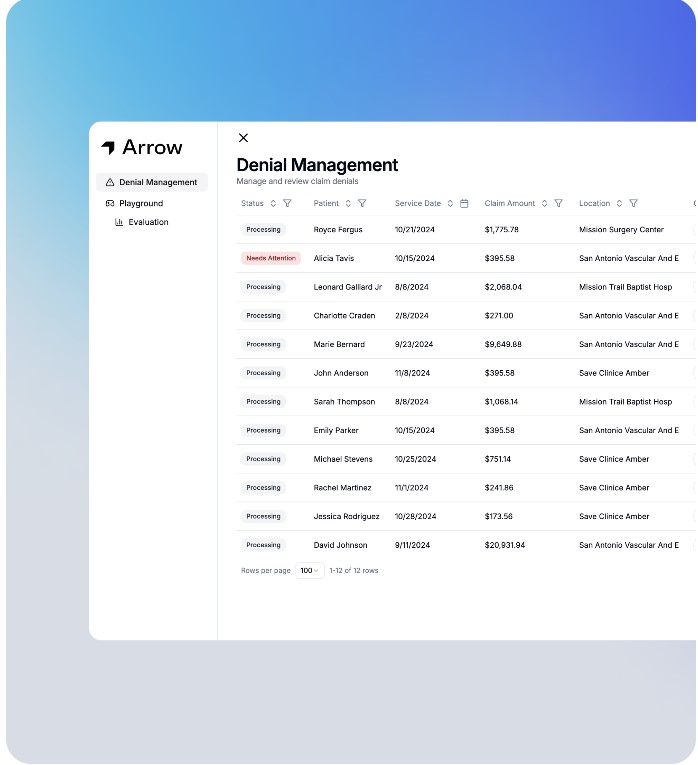 Arrow
Denial Management
Playground
Evaluation
Denial Management
Manage and review claim denials
Status Patient Service Date Claim Amount Location
Processing Royce Fergus 10/21/2024 $1,775.78 Mission Surgery Center
Needs Attention Alicia Tavis 10/15/2024 $395.58 San Antonio Vascular And E
Processing Leonard Galliard Jr 8/6/2024 $2,068.04 Mission Trail Baptist Hosp
Processing Charlotte Craden 2/8/2024 $271.00 San Antonio Vascular And E
Processing Marie Bernard 9/23/2024 $9,649.88 San Antonio Vascular And E
Processing John Anderson 11/8/2024 $395.58 Save Clinice Amber
Processing Sarah Thompson 8/8/2024 $1,068.14 Mission Trail Baptist Hosp
Processing Emily Parker 10/15/2024 $395.58 San Antonio Vascular And E
Processing Michael Stevens 10/25/2024 $751.14 Save Clinice Amber
Processing Rachel Martinez 11/1/2024 $241.86 Save Clinice Amber
Processing Jessica Rodriguez 10/28/2024 $173.56 Save Clinice Amber
Processing David Johnson 9/11/2024 $20,931.94 San Antonio Vascular And E
Rows per page 100 1-12 of 12 rows